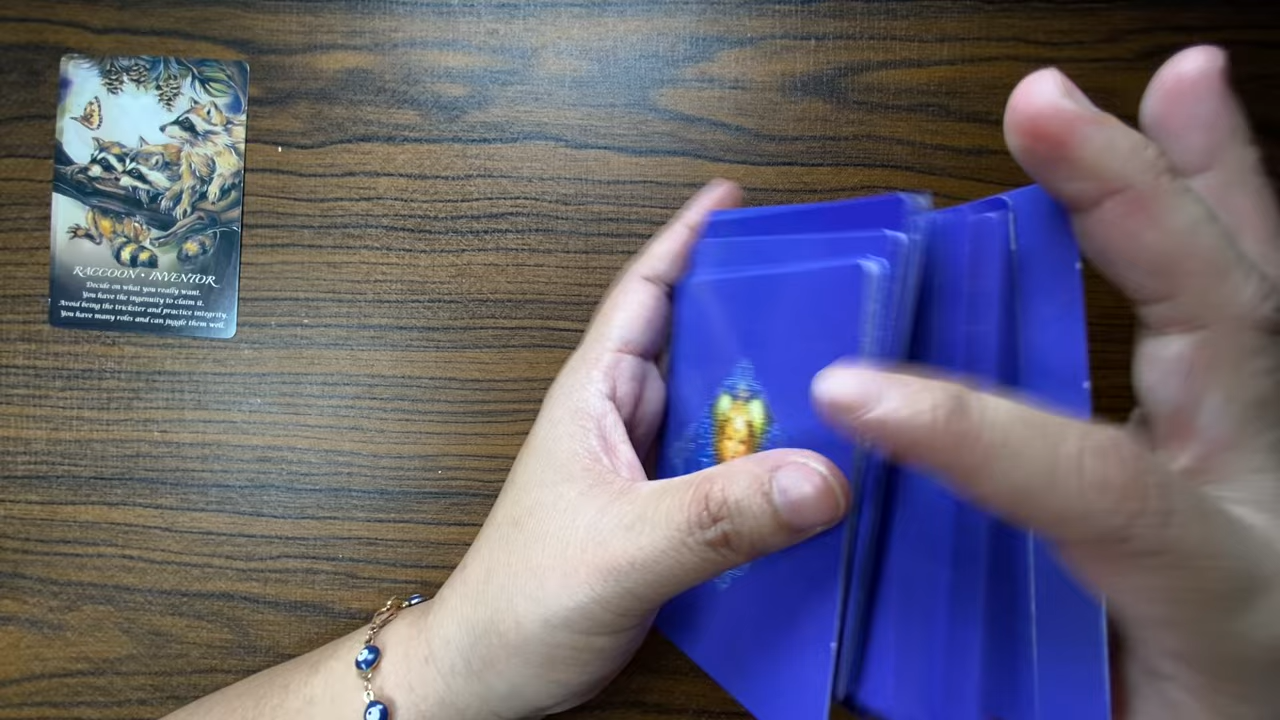 RACCOON • INVENTOR
Decide on what you really want.
You have the ingenuity to claim it.
Avoid being the trickster and practice integrity.
You have many roles and can juggle them well.